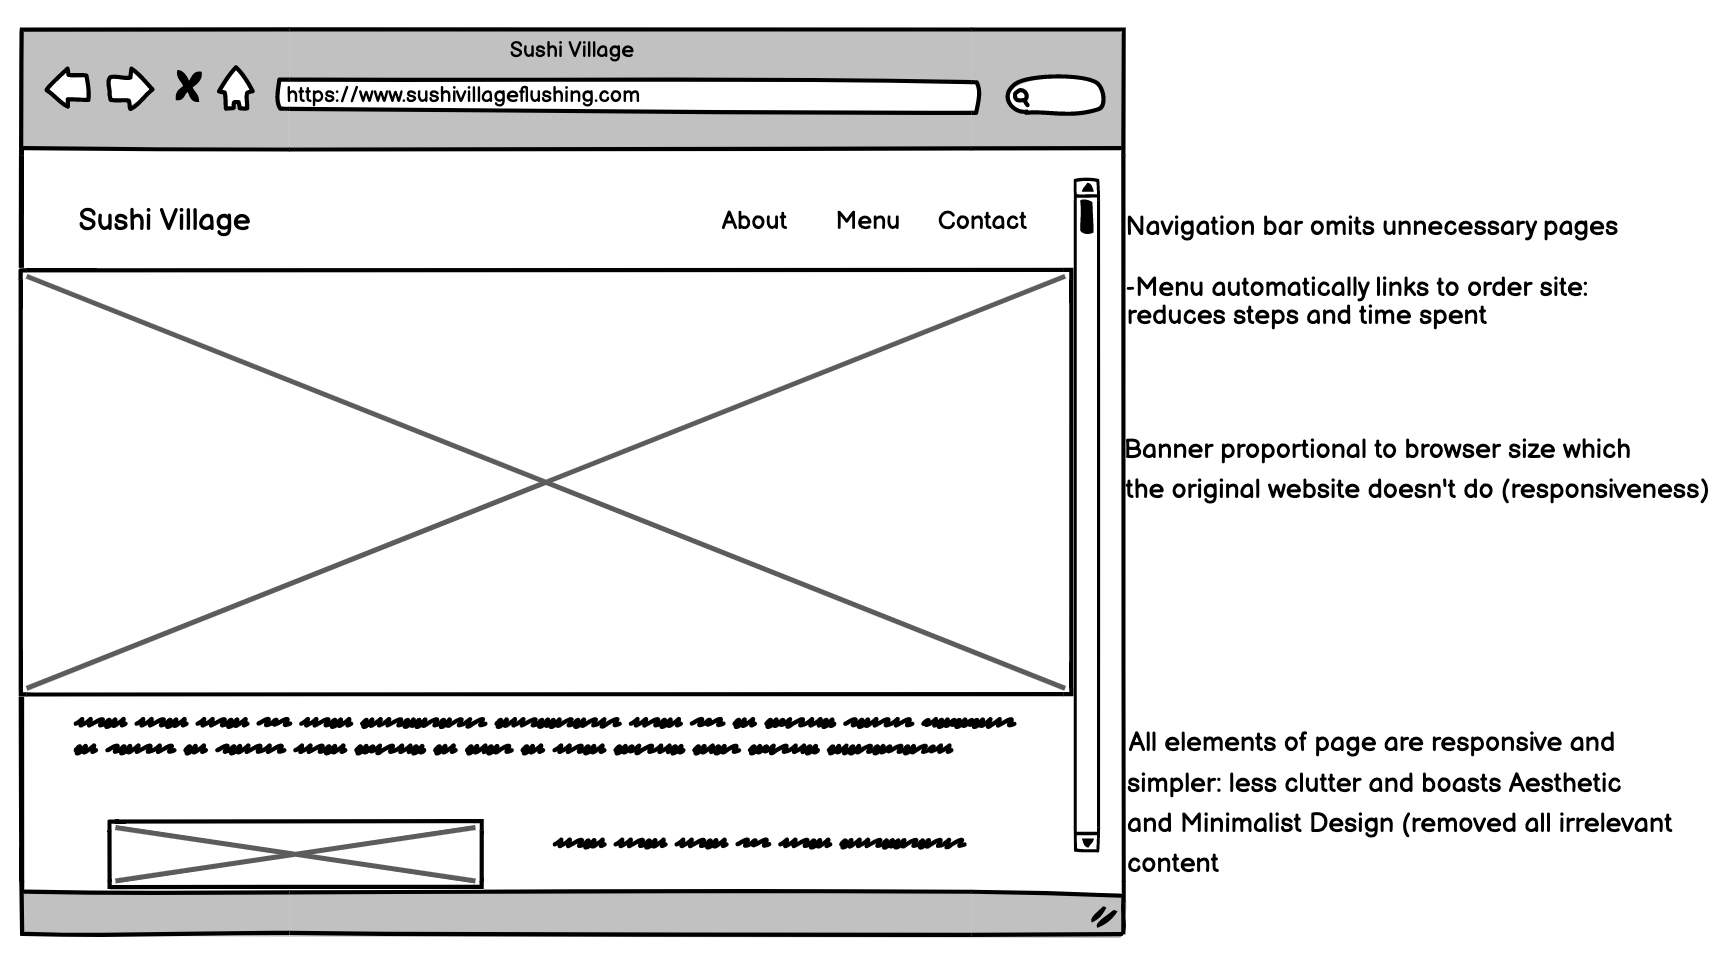 Sushi Village
https://www.sushivillageflushing.com
Sushi Village
About Menu Contact
Navigation bar omits unnecessary pages
-Menu automatically links to order site:
reduces steps and time spent
Banner proportional to browser size which
the original website doesn't do (responsiveness)
All elements of page are responsive and
simpler: less clutter and boasts Aesthetic
and Minimalist Design (removed all irrelevant
content